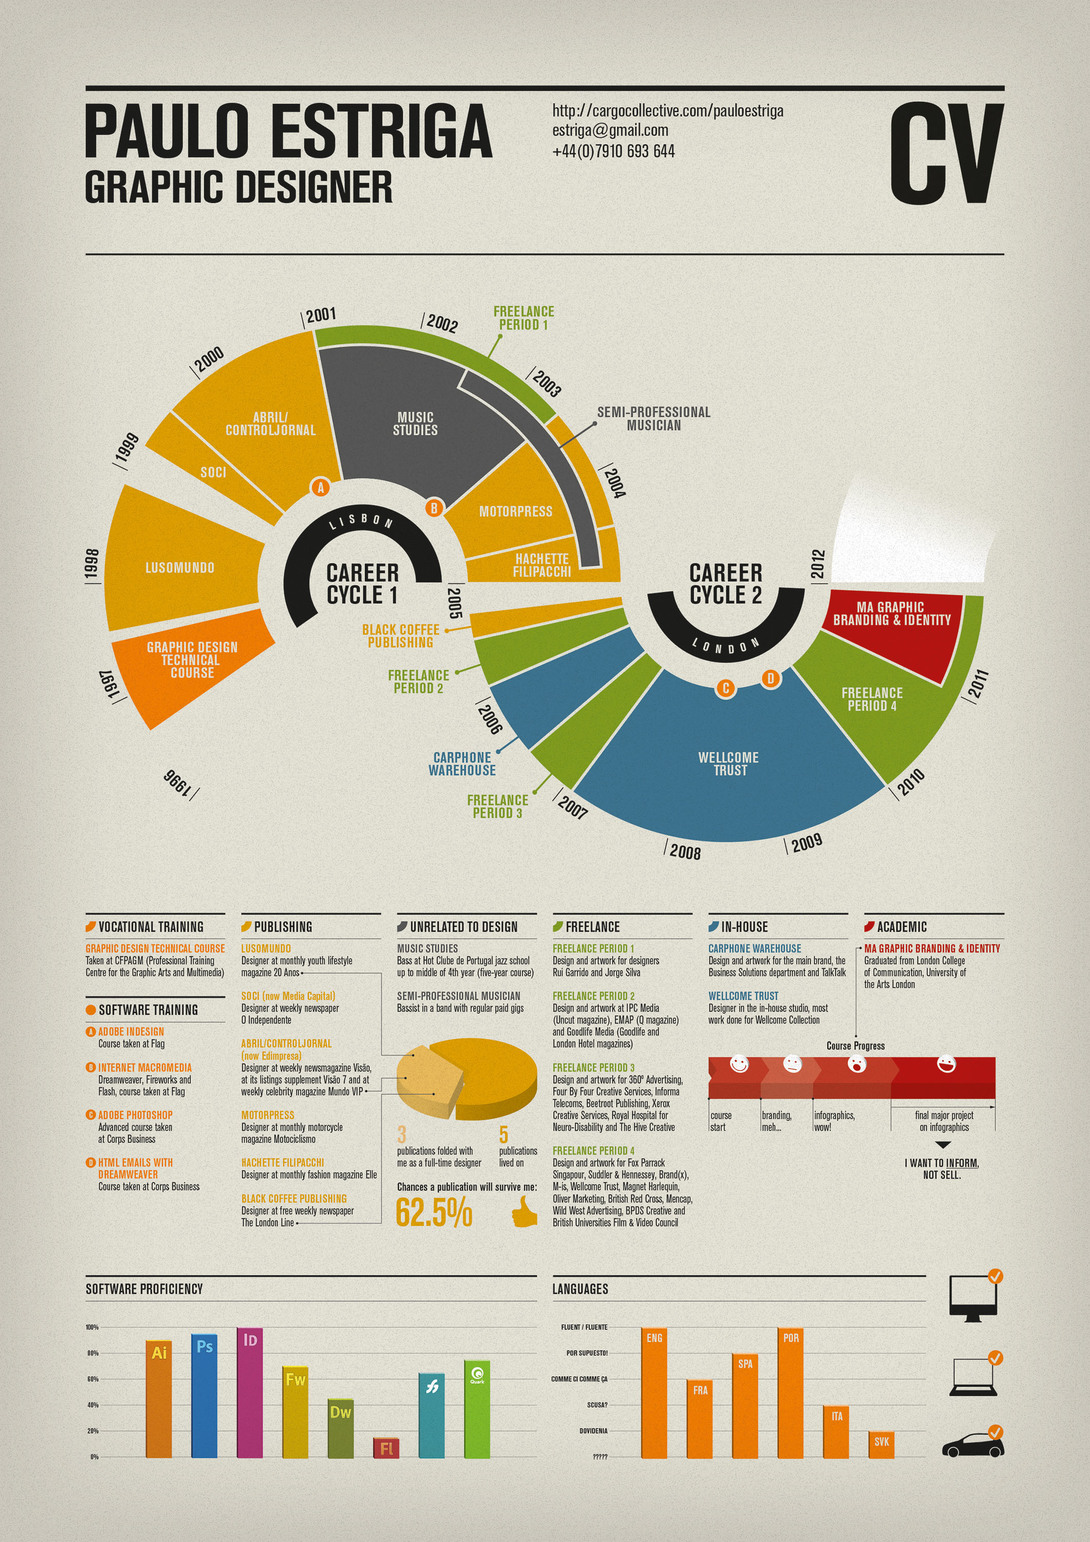 PAULO ESTRIGA
GRAPHIC DESIGNER
http://cargocollective.com/pauloestriga
estriga@gmail.com
+44(0)7910 693 644
CV
2001
2002
FREELANCE
PERIOD 1
2000
2003
SEMI-PROFESSIONAL
MUSICIAN
ABRIL/
CONTROLJORNAL
MUSIC
STUDIES
1999
SOCI
2004
A
B
MOTORPRESS
LISBON
1998
LUSOMUNDO
HACHETTE
FILIPACCHI
CAREER
CYCLE 1
2005
CAREER
CYCLE 2
2012
MA GRAPHIC
BRANDING & IDENTITY
BLACK COFFEE
PUBLISHING
LONDON
GRAPHIC DESIGN
TECHNICAL
COURSE
1997
FREELANCE
PERIOD 2
C
D
FREELANCE
PERIOD 4
2011
2006
CARPHONE
WAREHOUSE
WELLCOME
TRUST
1996
FREELANCE
PERIOD 3
2007
2010
2008
2009
VOCATIONAL TRAINING
GRAPHIC DESIGN TECHNICAL COURSE
Taken at CFPAGM (Professional Training
Centre for the Graphic Arts and Multimedia)
SOFTWARE TRAINING
A ADOBE INDESIGN
Course taken at Flag
B INTERNET MACROMEDIA
Dreamweaver, Fireworks and
Flash, course taken at Flag
C ADOBE PHOTOSHOP
Advanced course taken
at Corps Business
D HTML EMAILS WITH
DREAMWEAVER
Course taken at Corps Business
PUBLISHING
LUSOMUNDO
Designer at monthly youth lifestyle
magazine 20 Anos
SOCI (now Media Capital)
Designer at weekly newspaper
O Independente
ABRIL/CONTROLJORNAL
(now Edimpresa)
Designer at weekly newsmagazine Visão,
at its listings supplement Visão 7 and at
weekly celebrity magazine Mundo VIP
MOTORPRESS
Designer at monthly motorcycle
magazine Motociclismo
HACHETTE FILIPACCHI
Designer at monthly fashion magazine Elle
BLACK COFFEE PUBLISHING
Designer at free weekly newspaper
The London Line
UNRELATED TO DESIGN
MUSIC STUDIES
Bass at Hot Clube de Portugal jazz school
up to middle of 4th year (five-year course)
SEMI-PROFESSIONAL MUSICIAN
Bassist in a band with regular paid gigs
3
publications folded with
me as a full-time designer
5
publications
lived on
Chances a publication will survive me:
62.5%
FREELANCE
FREELANCE PERIOD 1
Design and artwork for designers
Rui Garrido and Jorge Silva
FREELANCE PERIOD 2
Design and artwork at IPC Media
(Uncut magazine), EMAP (Q magazine)
and Goodlife Media (Goodlife and
London Hotel magazines)
FREELANCE PERIOD 3
Design and artwork for 360º Advertising,
Four By Four Creative Services, Informa
Telecoms, Beetroot Publishing, Xerox
Creative Services, Royal Hospital for
Neuro-Disability and The Hive Creative
FREELANCE PERIOD 4
Design and artwork for Fox Parrack
Singapour, Suddler & Hennessey, Brand(x),
M-is, Wellcome Trust, Magnet Harlequin,
Oliver Marketing, British Red Cross, Mencap,
Wild West Advertising, BPDS Creative and
British Universities Film & Video Council
IN-HOUSE
CARPHONE WAREHOUSE
Design and artwork for the main brand, the
Business Solutions department and TalkTalk
WELLCOME TRUST
Designer in the in-house studio, most
work done for Wellcome Collection
ACADEMIC
MA GRAPHIC BRANDING & IDENTITY
Graduated from London College
of Communication, University of
the Arts London
Course Progress
course
start
branding,
meh...
infographics,
wow!
final major project
on infographics
I WANT TO INFORM,
NOT SELL.
SOFTWARE PROFICIENCY
100%
80%
60%
40%
20%
0%
Ai
Ps
ID
Fw
Dw
Fl
Quark
LANGUAGES
FLUENT / FLUENTE
POR SUPUESTO!
COMME CI COMME ÇA
SCUSA?
DOVIDENIA
?????
ENG
FRA
SPA
POR
ITA
SVK